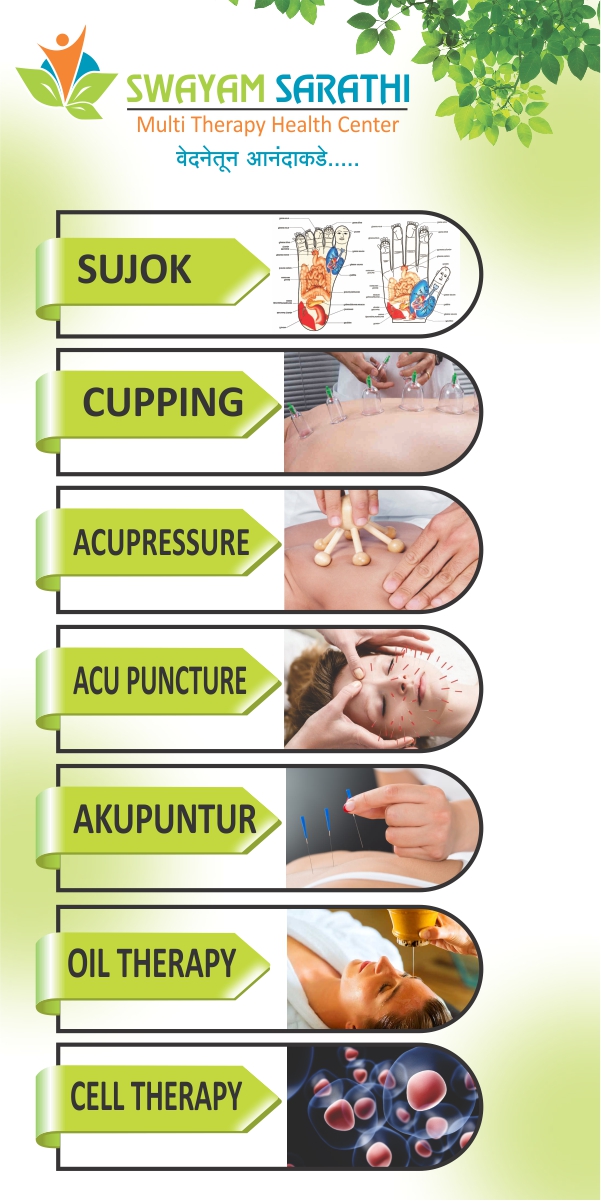 SWAYAM SARATHI
Multi Therapy Health Center
वेदनेतून आनंदाकडे.....
SUJOK
CUPPING
ACUPRESSURE
ACU PUNCTURE
AKUPUNTUR
OIL THERAPY
CELL THERAPY